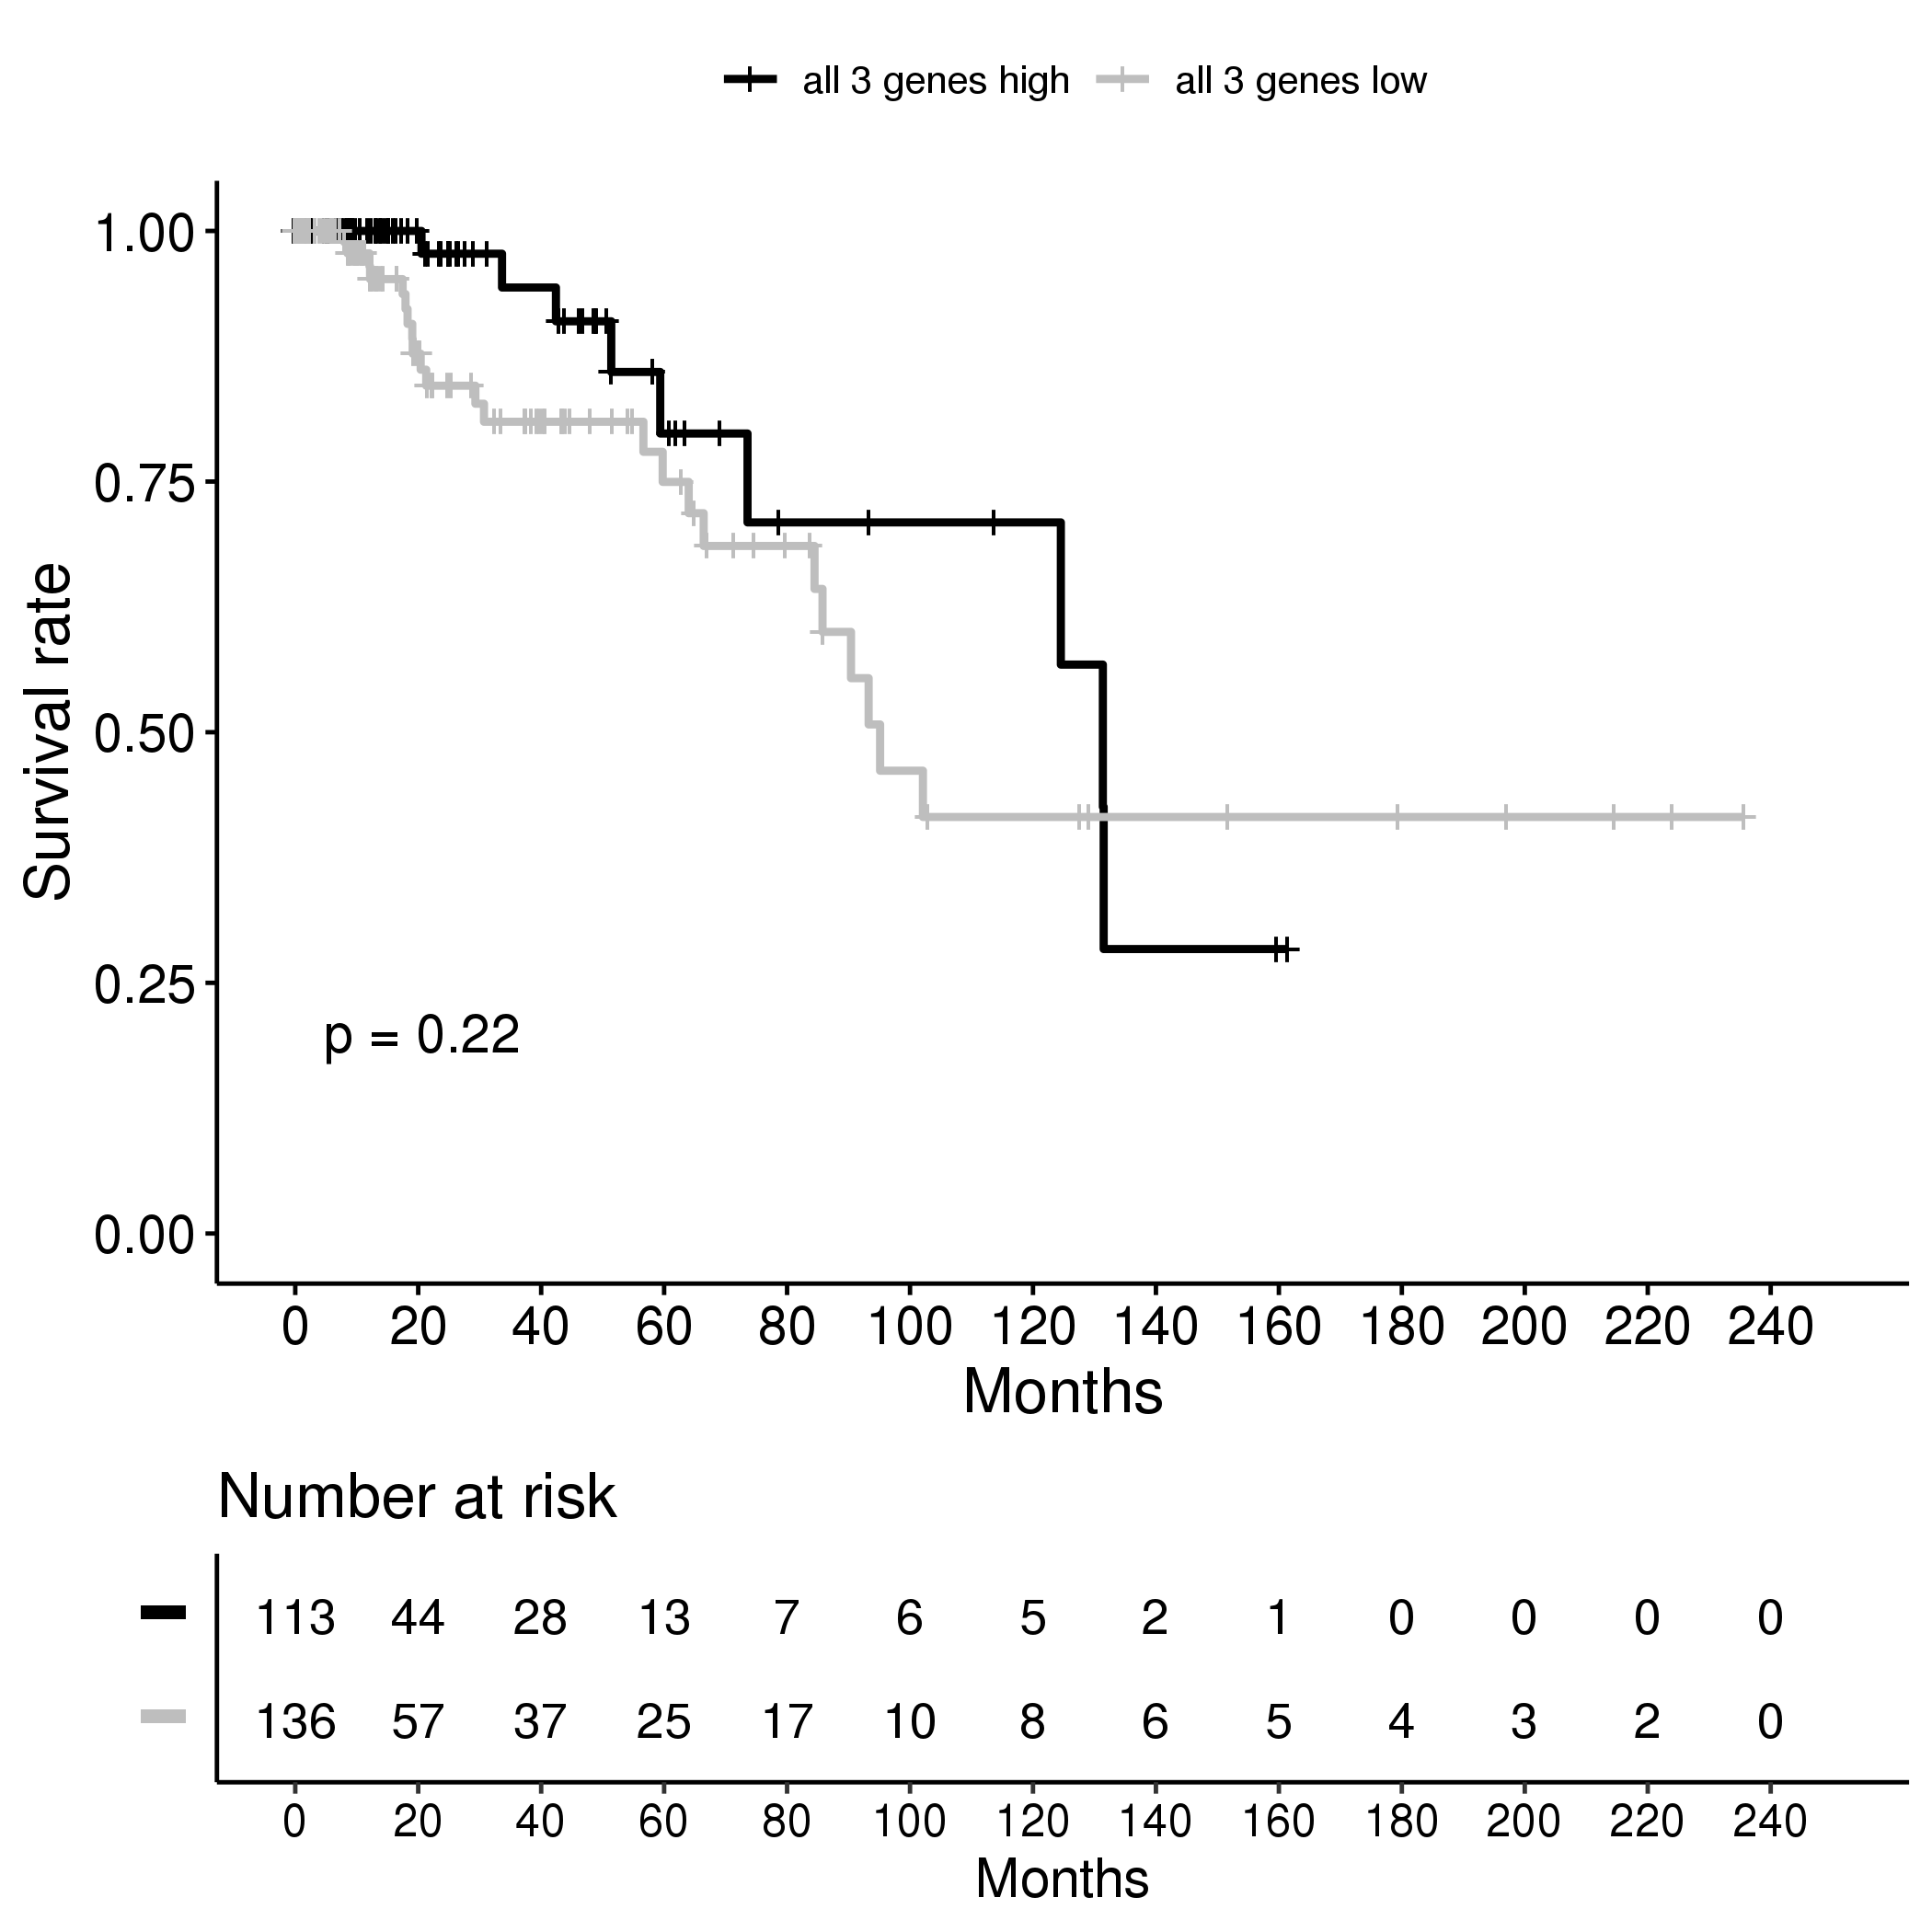 all 3 genes high all 3 genes low
1.00
0.75
0.50
0.25
0.00
Survival rate
p = 0.22
0 20 40 60 80 100 120 140 160 180 200 220 240
Months
Number at risk
113 44 28 13 7 6 5 2 1 0 0 0 0
136 57 37 25 17 10 8 6 5 4 3 2 0
0 20 40 60 80 100 120 140 160 180 200 220 240
Months